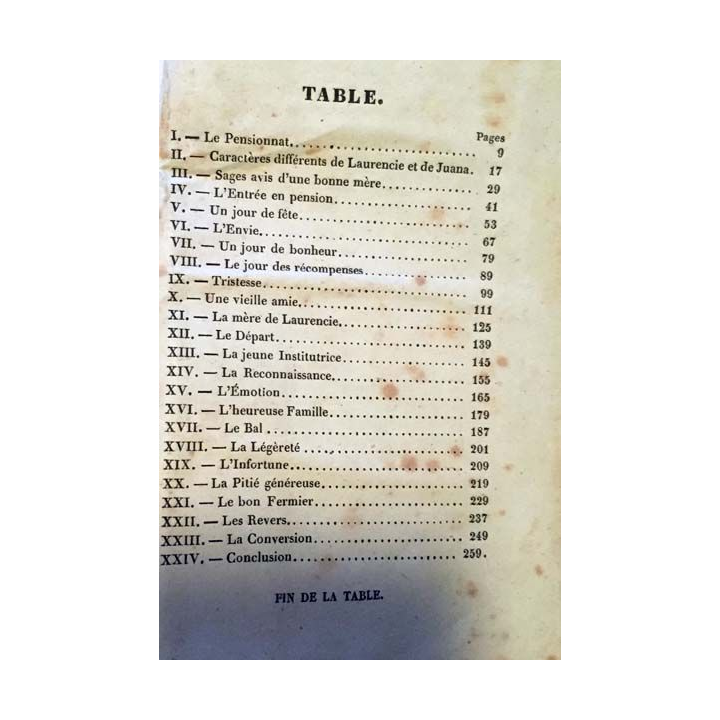 TABLE.
Pages
I. — Le Pensionnat. 9
II. — Caractères différents de Laurencie et de Juana. 17
III. — Sages avis d'une bonne mère. 29
IV. — L'Entrée en pension. 41
V. — Un jour de fête. 53
VI. — L'Envie. 67
VII. — Un jour de bonheur. 79
VIII. — Le jour des récompenses. 89
IX. — Tristesse. 99
X. — Une vieille amie. 111
XI. — La mère de Laurencie. 125
XII. — Le Départ. 139
XIII. — La jeune Institutrice. 145
XIV. — La Reconnaissance. 155
XV. — L'Émotion. 165
XVI. — L'heureuse Famille. 179
XVII. — Le Bal. 187
XVIII. — La Légèreté. 201
XIX. — L'Infortune. 209
XX. — La Pitié généreuse. 219
XXI. — Le bon Fermier. 229
XXII. — Les Revers. 237
XXIII. — La Conversion. 249
XXIV. — Conclusion. 259.
FIN DE LA TABLE.